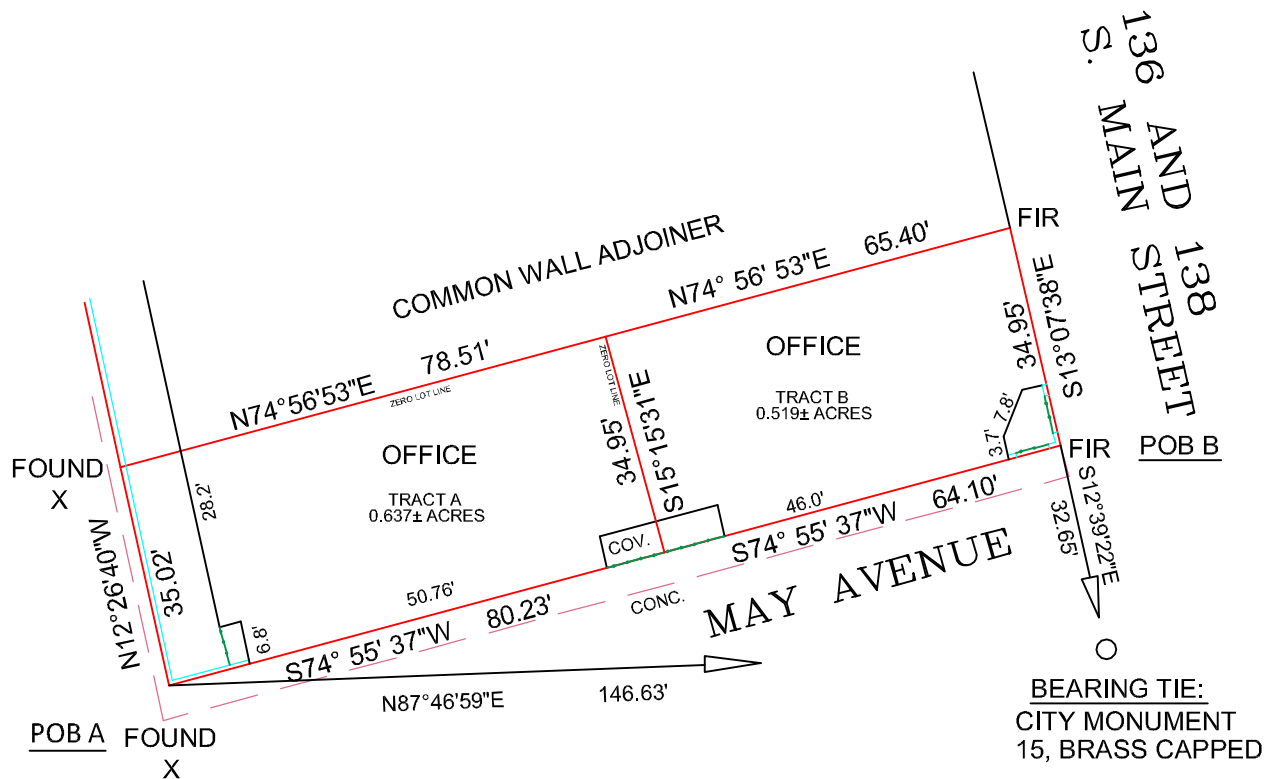 136 AND 138
S. MAIN STREET
FIR
COMMON WALL ADJOINER
N74° 56' 53"E 65.40'
N74°56'53"E 78.51'
ZERO LOT LINE
ZERO LOT LINE
OFFICE
TRACT B
0.519± ACRES
34.95'
S13°07'38"E
34.95'
S15°15'31"E
OFFICE
TRACT A
0.637± ACRES
3.7'
7.8'
FIR
POB B
FOUND
X
28.2'
N12°26'40"W
35.02'
6.8'
COV.
46.0'
S74° 55' 37"W 64.10'
50.76'
S74° 55' 37"W 80.23'
CONC.
MAY AVENUE
S12°39'22"E
32.65'
N87°46'59"E 146.63'
POB A
FOUND
X
BEARING TIE:
CITY MONUMENT
15, BRASS CAPPED